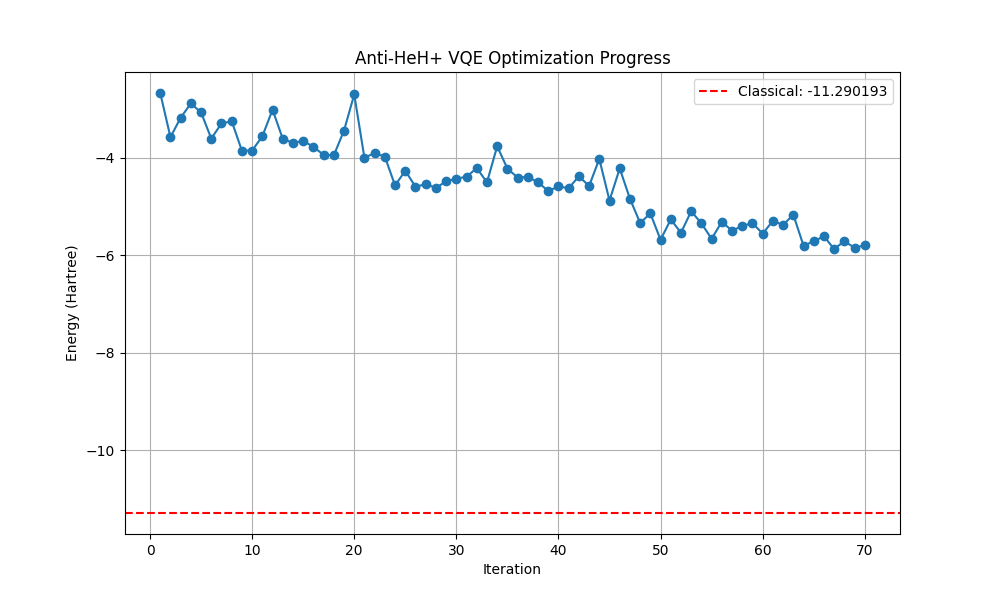 Anti-HeH+ VQE Optimization Progress
Classical: -11.290193
Energy (Hartree)
−4
−6
−8
−10
0 10 20 30 40 50 60 70
Iteration